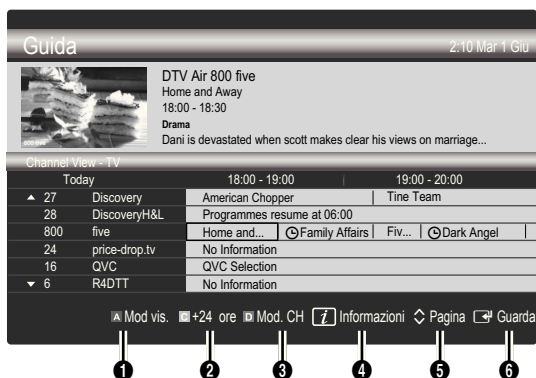 Guida
2:10 Mar 1 Giu
DTV Air 800 five
Home and Away
18:00 - 18:30
Drama
Dani is devastated when scott makes clear his views on marriage...
800 five
Channel View - TV
Today 18:00 - 19:00 19:00 - 20:00
▲ 27 Discovery American Chopper Tine Team
28 DiscoveryH&L Programmes resume at 06:00
800 five Home and... Family Affairs Fiv... Dark Angel
24 price-drop.tv No Information
16 QVC QVC Selection
▼ 6 R4DTT No Information
A Mod vis. C +24 ore D Mod. CH i Informazioni Pagina Guarda
1 2 3 4 5 6